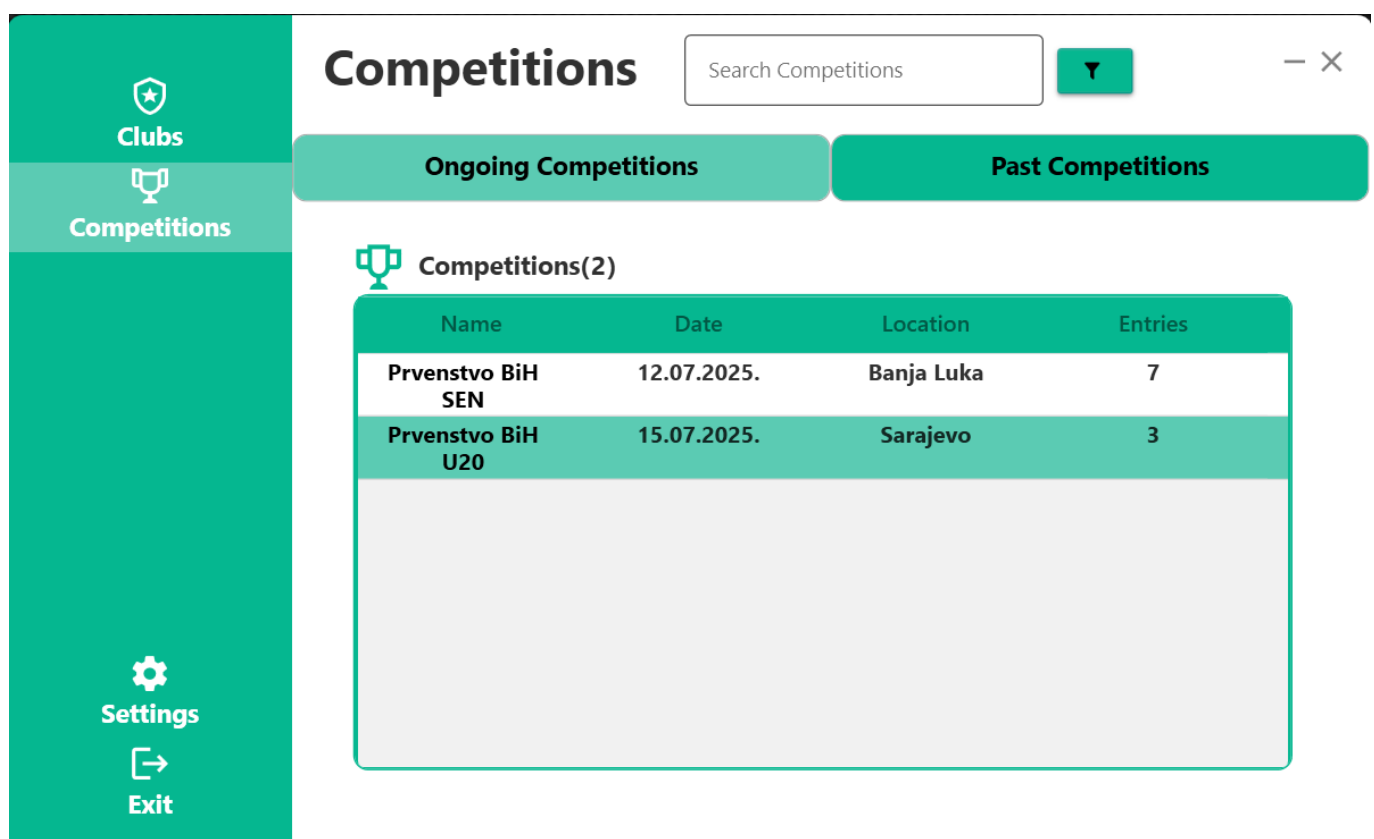 Clubs
Competitions
Settings
Exit
Competitions
Search Competitions
Ongoing Competitions
Past Competitions
Competitions(2)
Name Date Location Entries
Prvenstvo BiH 12.07.2025. Banja Luka 7
SEN
Prvenstvo BiH 15.07.2025. Sarajevo 3
U20